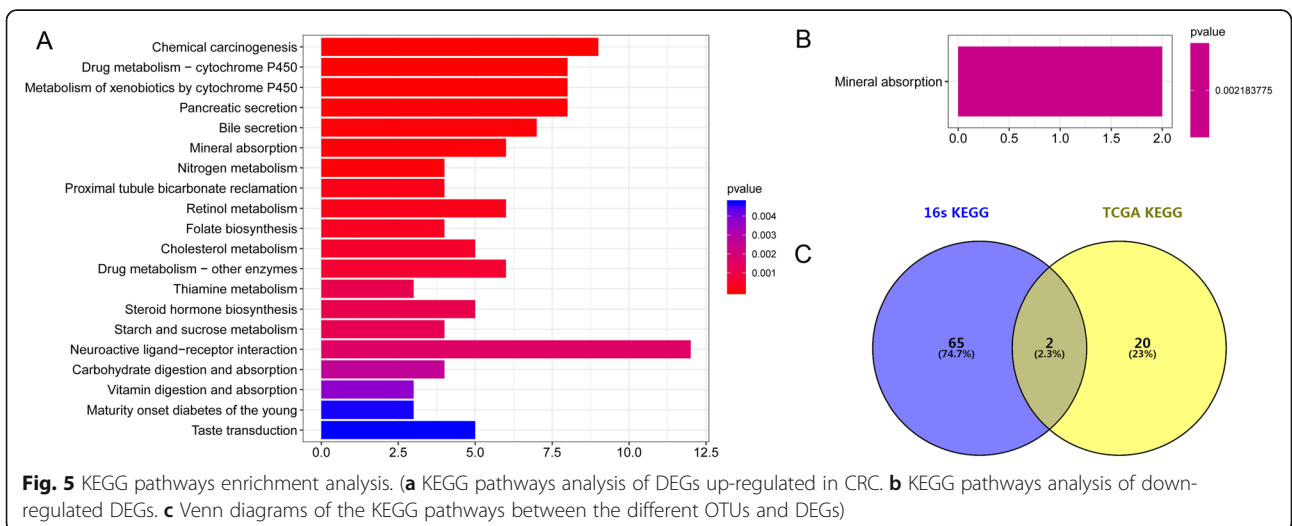 A
Chemical carcinogenesis
Drug metabolism − cytochrome P450
Metabolism of xenobiotics by cytochrome P450
Pancreatic secretion
Bile secretion
Mineral absorption
Nitrogen metabolism
Proximal tubule bicarbonate reclamation
Retinol metabolism
Folate biosynthesis
Cholesterol metabolism
Drug metabolism − other enzymes
Thiamine metabolism
Steroid hormone biosynthesis
Starch and sucrose metabolism
Neuroactive ligand−receptor interaction
Carbohydrate digestion and absorption
Vitamin digestion and absorption
Maturity onset diabetes of the young
Taste transduction
0.0 2.5 5.0 7.5 10.0 12.5
pvalue
0.004
0.003
0.002
0.001
B
Mineral absorption
0.0 0.5 1.0 1.5 2.0
pvalue
0.002183775
C
16s KEGG TCGA KEGG
65 2 20
(74.7%) (2.3%) (23%)
Fig. 5 KEGG pathways enrichment analysis. (a KEGG pathways analysis of DEGs up-regulated in CRC. b KEGG pathways analysis of down-
regulated DEGs. c Venn diagrams of the KEGG pathways between the different OTUs and DEGs)